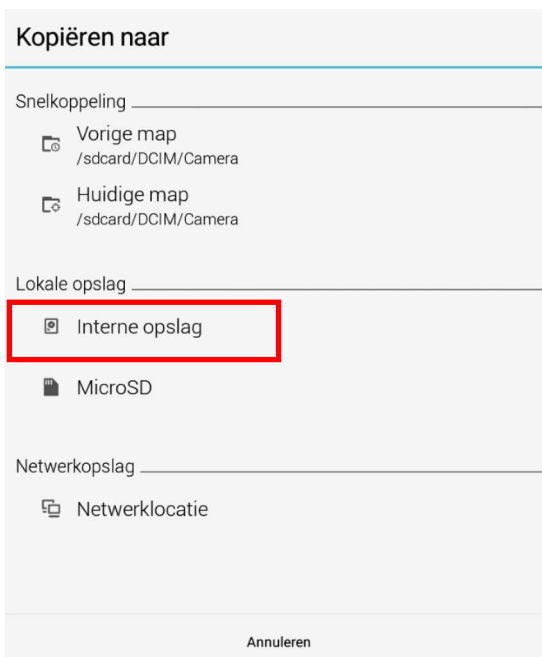 Kopiëren naar
Snelkoppeling
Vorige map
/sdcard/DCIM/Camera
Huidige map
/sdcard/DCIM/Camera
Lokale opslag
Interne opslag
MicroSD
Netwerkopslag
Netwerklocatie
Annuleren